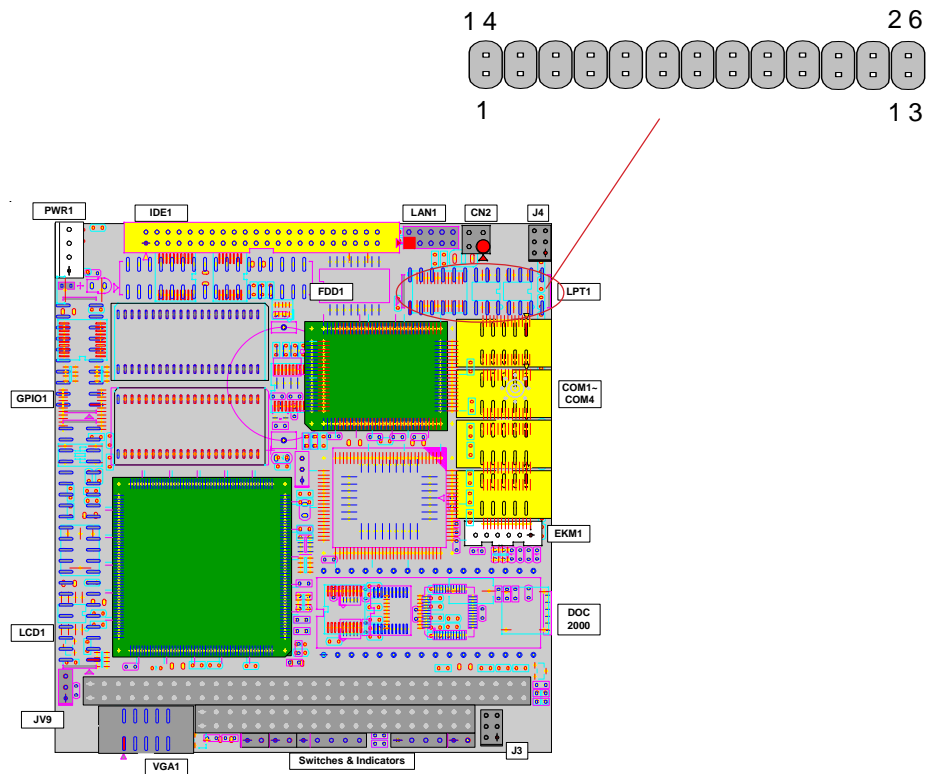 14 26
1 13
PWR1 IDE1 LAN1 CN2 J4
FDD1 LPT1
GPIO1 COM1~
COM4
EKM1
LCD1 DOC
2000
JV9 J3
VGA1 Switches & Indicators